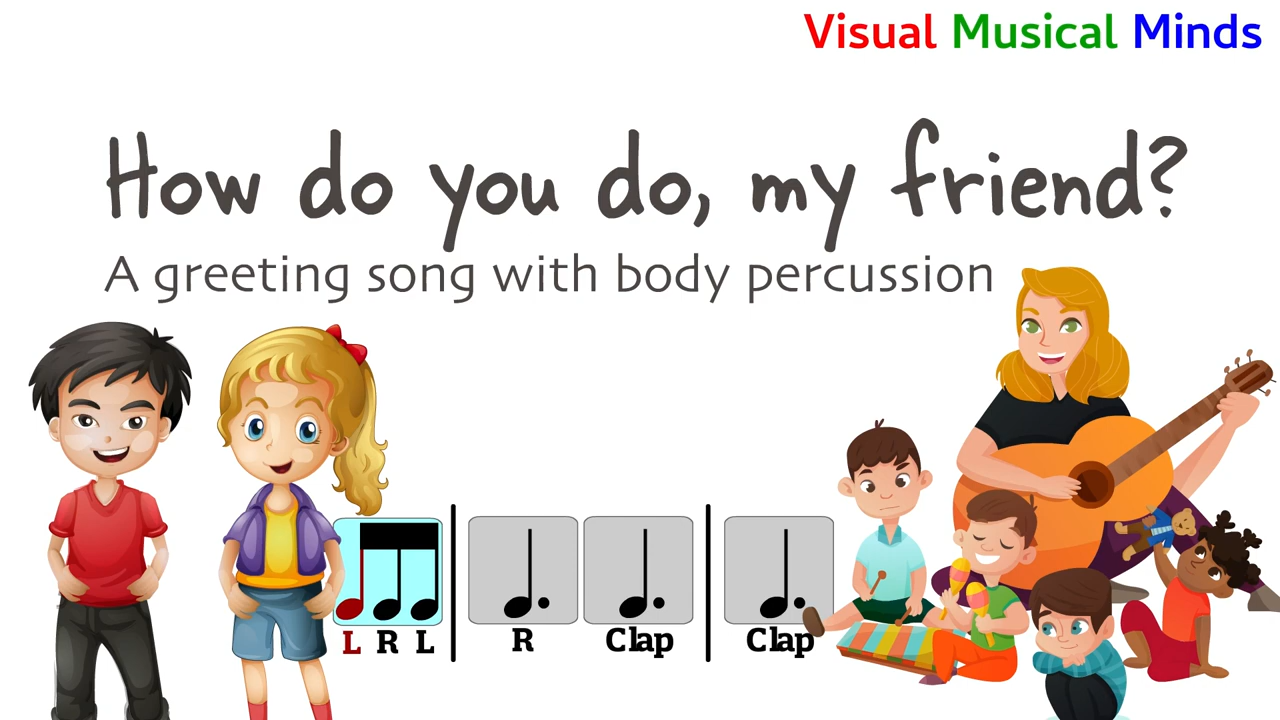 Visual Musical Minds
How do you do, my friend?
A greeting song with body percussion
L R L R Clap Clap